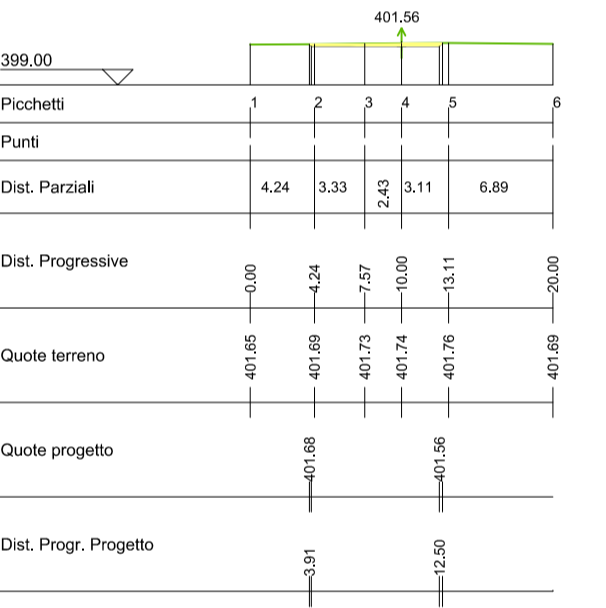 401.56
399.00
Picchetti 1 2 3 4 5 6
Punti
Dist. Parziali 4.24 3.33 2.43 3.11 6.89
Dist. Progressive 0.00 4.24 7.57 10.00 13.11 20.00
Quote terreno 401.65 401.69 401.73 401.74 401.76 401.69
Quote progetto 401.68 401.56
Dist. Progr. Progetto 3.91 12.50